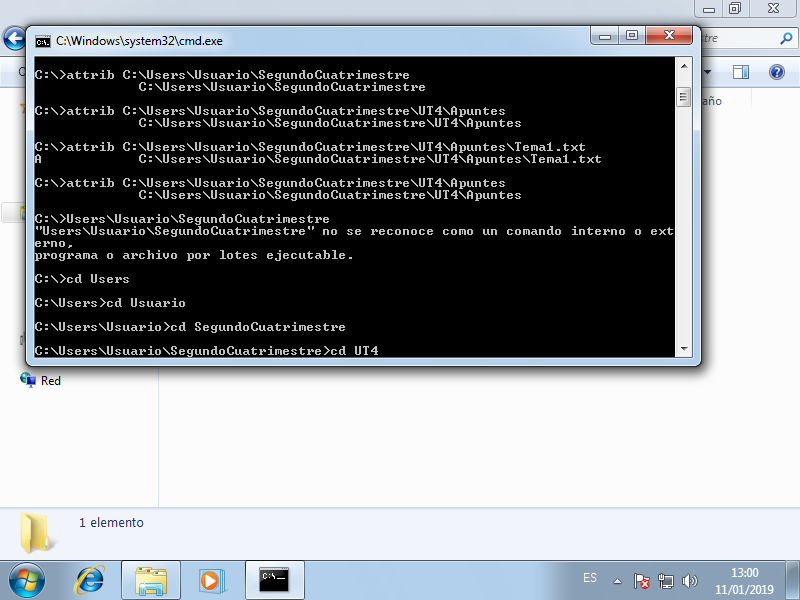 C:\Windows\system32\cmd.exe
C:\>attrib C:\Users\Usuario\SegundoCuatrimestre
C:\Users\Usuario\SegundoCuatrimestre
C:\>attrib C:\Users\Usuario\SegundoCuatrimestre\UT4\Apuntes
C:\Users\Usuario\SegundoCuatrimestre\UT4\Apuntes
C:\>attrib C:\Users\Usuario\SegundoCuatrimestre\UT4\Apuntes\Tema1.txt
A C:\Users\Usuario\SegundoCuatrimestre\UT4\Apuntes\Tema1.txt
C:\>attrib C:\Users\Usuario\SegundoCuatrimestre\UT4\Apuntes
C:\Users\Usuario\SegundoCuatrimestre\UT4\Apuntes
C:\>Users\Usuario\SegundoCuatrimestre
"Users\Usuario\SegundoCuatrimestre" no se reconoce como un comando interno o ext
erno,
programa o archivo por lotes ejecutable.
C:\>cd Users
C:\Users>cd Usuario
C:\Users\Usuario>cd SegundoCuatrimestre
C:\Users\Usuario\SegundoCuatrimestre>cd UT4
Red
1 elemento
ES
13:00
11/01/2019